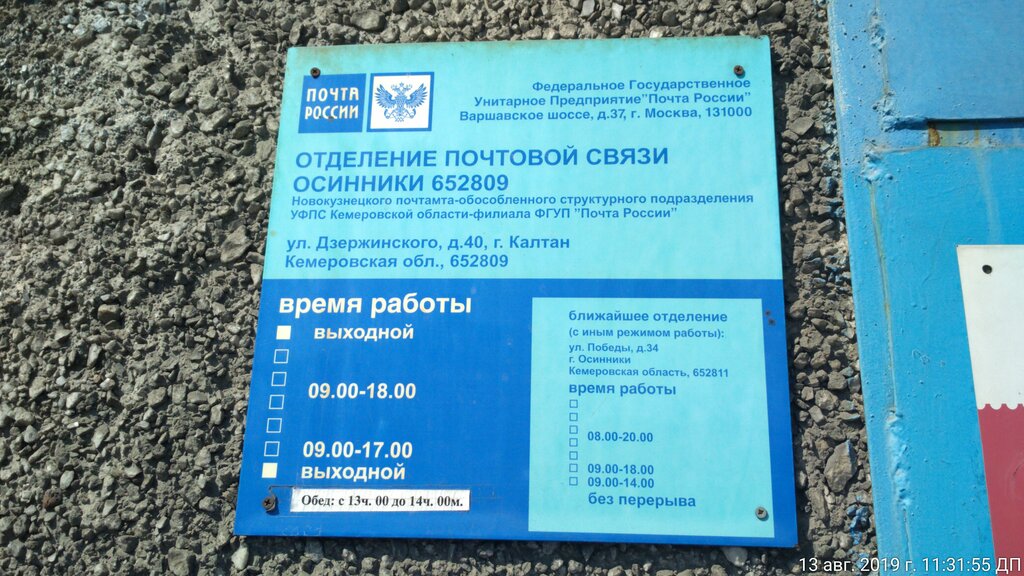 ПОЧТА
РОССИИ
Федеральное Государственное
Унитарное Предприятие"Почта России"
Варшавское шоссе, д.37, г. Москва, 131000
ОТДЕЛЕНИЕ ПОЧТОВОЙ СВЯЗИ
ОСИННИКИ 652809
Новокузнецкого почтамта-обособленного структурного подразделения
УФПС Кемеровской области-филиала ФГУП "Почта России"
ул. Дзержинского, д.40, г. Калтан
Кемеровская обл., 652809
время работы
выходной
09.00-18.00
09.00-17.00
выходной
Обед: с 13ч. 00 до 14ч. 00м.
ближайшее отделение
(с иным режимом работы):
ул. Победы, д.34
г. Осинники
Кемеровская область, 652811
время работы
08.00-20.00
09.00-18.00
09.00-14.00
без перерыва
13 авг. 2019 г. 11:31:55 ДП